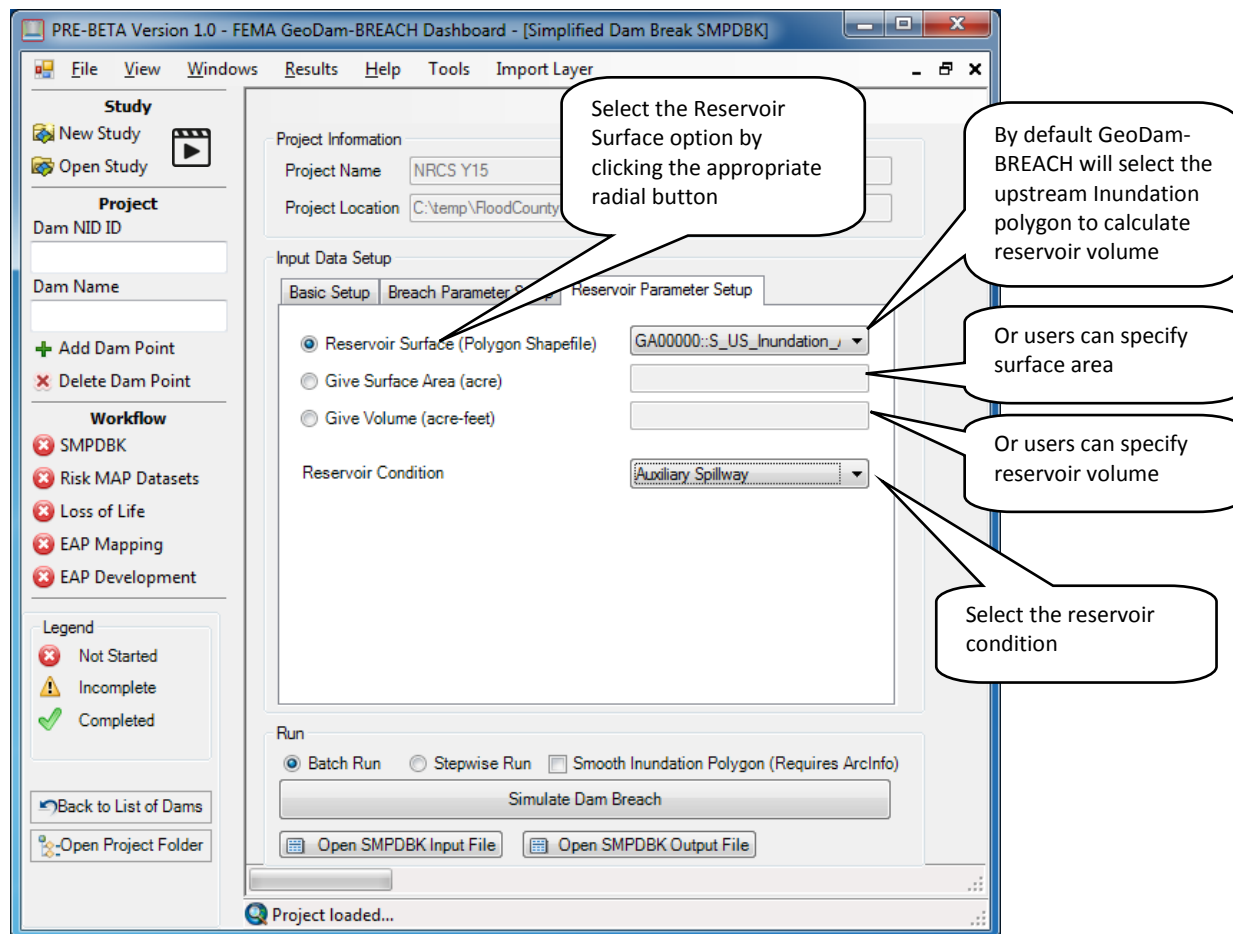 PRE-BETA Version 1.0 - FEMA GeoDam-BREACH Dashboard - [Simplified Dam Break SMPDBK]
File View Windows Results Help Tools Import Layer
Study
New Study
Open Study
Project
Dam NID ID
Dam Name
Add Dam Point
Delete Dam Point
Workflow
SMPDBK
Risk MAP Datasets
Loss of Life
EAP Mapping
EAP Development
Legend
Not Started
Incomplete
Completed
Back to List of Dams
Open Project Folder
Project Information
Project Name NRCS Y15
Project Location C:\temp\FloodCounty
Input Data Setup
Basic Setup Breach Parameter Reservoir Parameter Setup
Reservoir Surface (Polygon Shapefile) GA00000::S_US_Inundation_
Give Surface Area (acre)
Give Volume (acre-feet)
Reservoir Condition Auxiliary Spillway
Run
Batch Run Stepwise Run Smooth Inundation Polygon (Requires ArcInfo)
Simulate Dam Breach
Open SMPDBK Input File Open SMPDBK Output File
Project loaded...
Select the Reservoir
Surface option by
clicking the appropriate
radial button
By default GeoDam-
BREACH will select the
upstream Inundation
polygon to calculate
reservoir volume
Or users can specify
surface area
Or users can specify
reservoir volume
Select the reservoir
condition